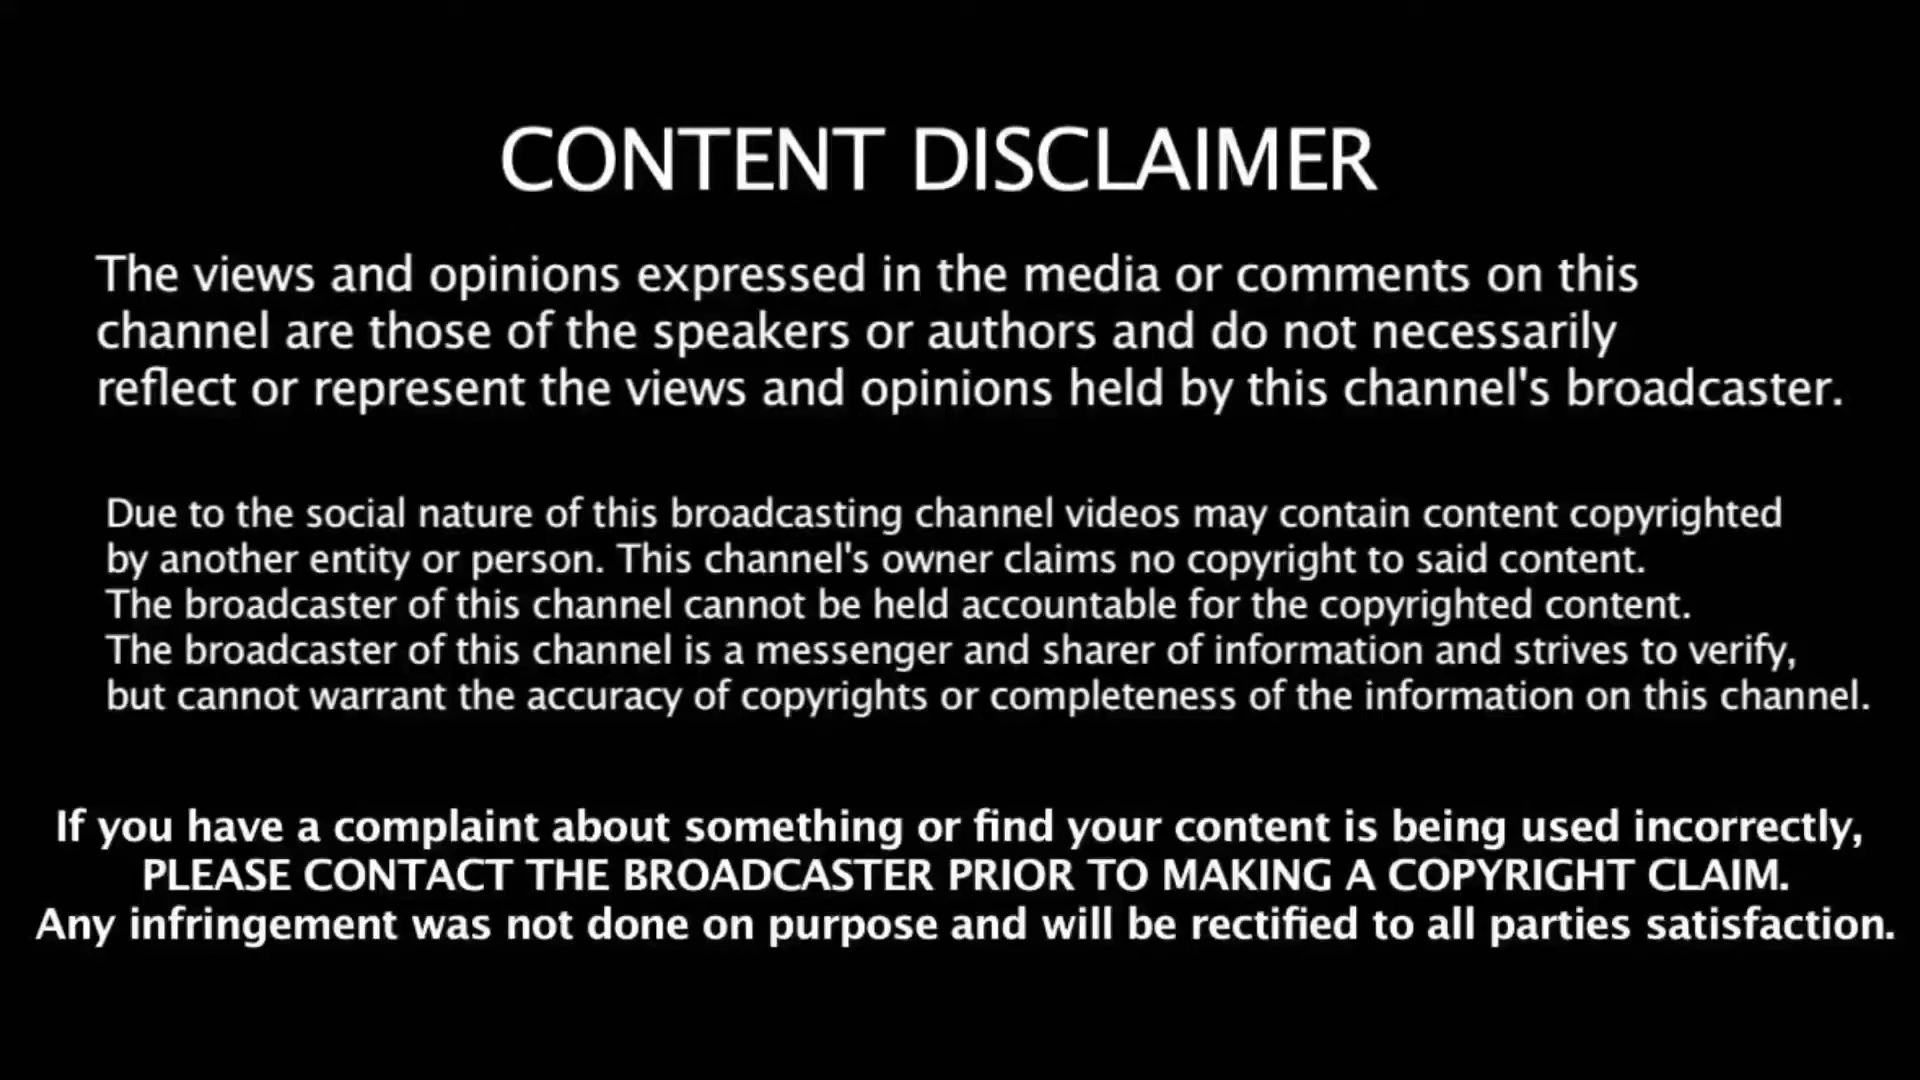 CONTENT DISCLAIMER
The views and opinions expressed in the media or comments on this
channel are those of the speakers or authors and do not necessarily
reflect or represent the views and opinions held by this channel's broadcaster.
Due to the social nature of this broadcasting channel videos may contain content copyrighted
by another entity or person. This channel's owner claims no copyright to said content.
The broadcaster of this channel cannot be held accountable for the copyrighted content.
The broadcaster of this channel is a messenger and sharer of information and strives to verify,
but cannot warrant the accuracy of copyrights or completeness of the information on this channel.
If you have a complaint about something or find your content is being used incorrectly,
PLEASE CONTACT THE BROADCASTER PRIOR TO MAKING A COPYRIGHT CLAIM.
Any infringement was not done on purpose and will be rectified to all parties satisfaction.